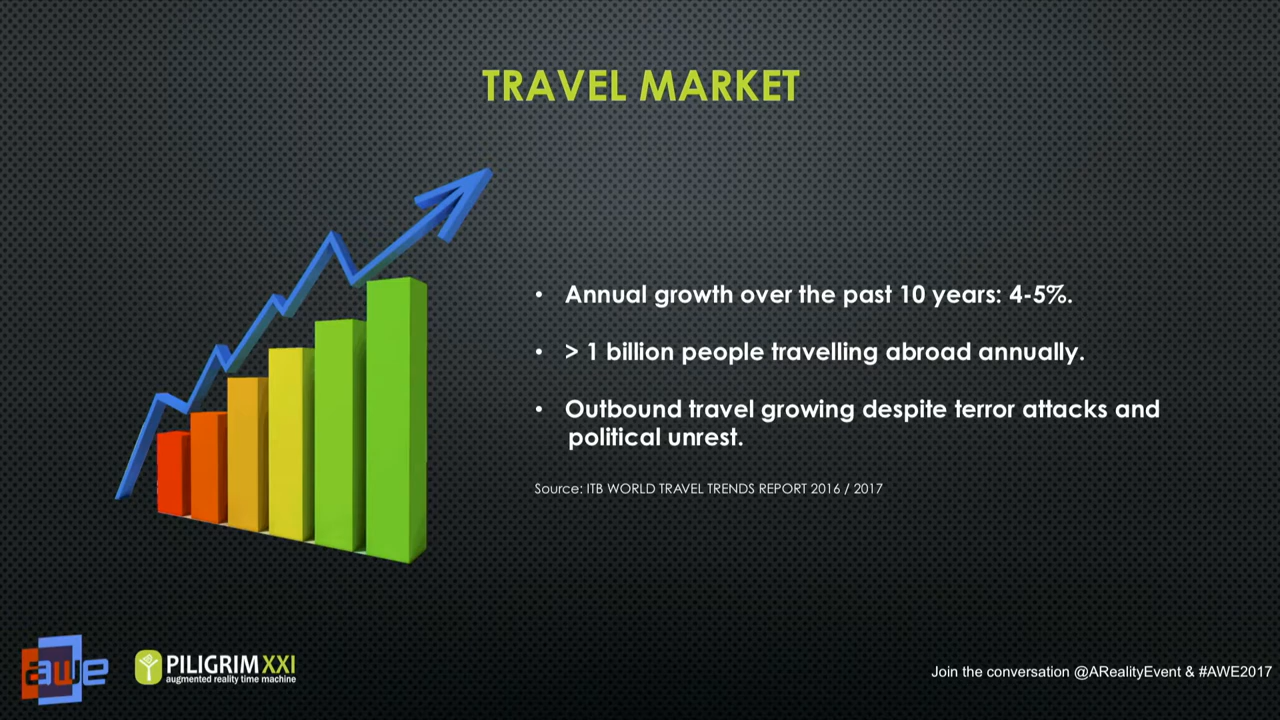 TRAVEL MARKET
• Annual growth over the past 10 years: 4-5%.
• > 1 billion people travelling abroad annually.
• Outbound travel growing despite terror attacks and
political unrest.
Source: ITB WORLD TRAVEL TRENDS REPORT 2016 / 2017
awe
PILIGRIM XXI
augmented reality time machine
Join the conversation @ARealityEvent & #AWE2017